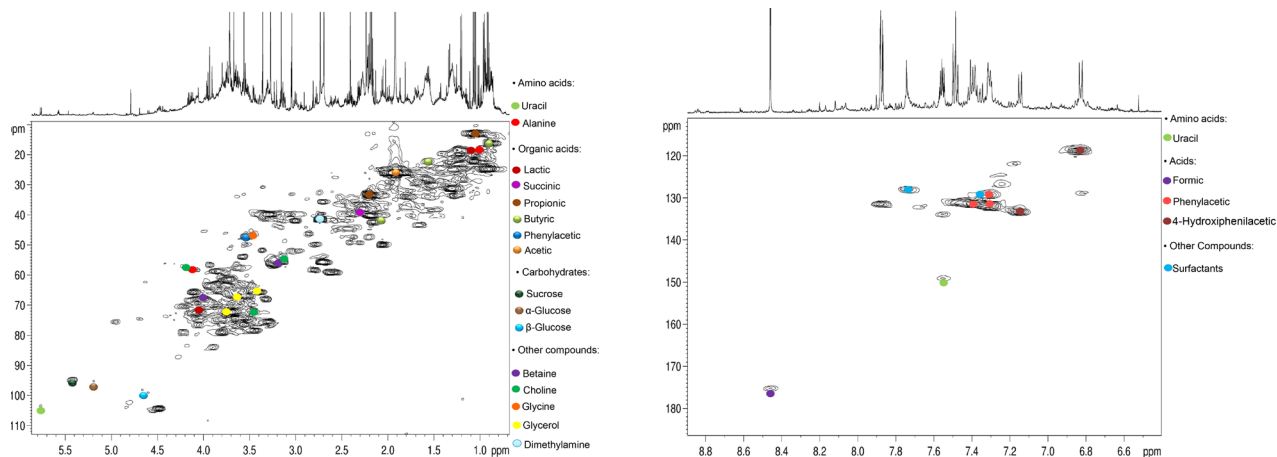 ppm
20
30
40
50
60
70
80
90
100
110
5.5
5.0
4.5
4.0
3.5
3.0
2.5
2.0
1.5
1.0
ppm
• Amino acids:
Uracil
Alanine
• Organic acids:
Lactic
Succinic
Propionic
Butyric
Phenylacetic
Acetic
• Carbohydrates:
Sucrose
α-Glucose
β-Glucose
• Other compounds:
Betaine
Choline
Glycine
Glycerol
Dimethylamine
ppm
120
130
140
150
160
170
180
8.8
8.6
8.4
8.2
8.0
7.8
7.6
7.4
7.2
7.0
6.8
6.6
ppm
• Amino acids:
Uracil
• Acids:
Formic
Phenylacetic
4-Hydroxiphenilacetic
• Other Compounds:
Surfactants